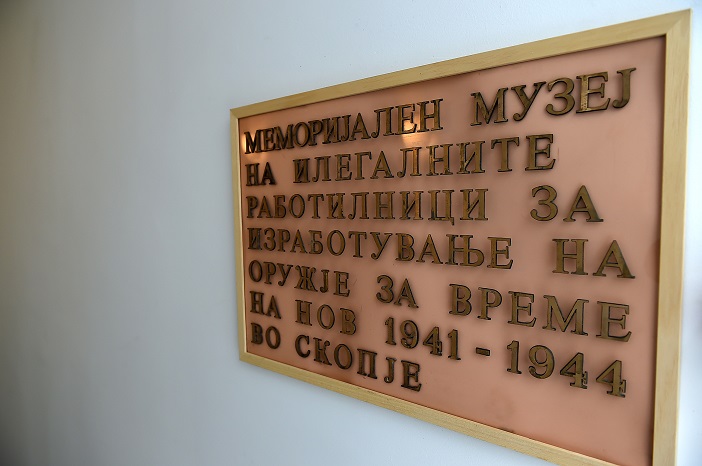 МЕМОРИЈАЛЕН МУЗЕЈ
НА ИЛЕГАЛНИТЕ
РАБОТИЛНИЦИ ЗА
ИЗРАБОТУВАЊЕ НА
ОРУЖЈЕ ЗА ВРЕМЕ
НА НОВ 1941-1944
ВО СКОПЈЕ